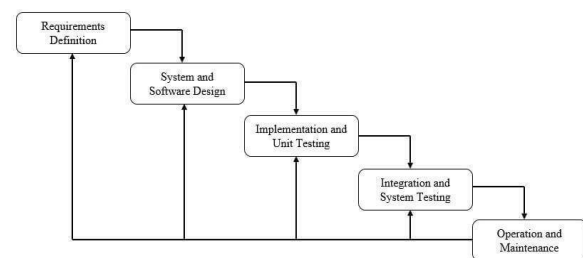 Requirements
Definition
System and
Software Design
Implementation and
Unit Testing
Integration and
System Testing
Operation and
Maintenance